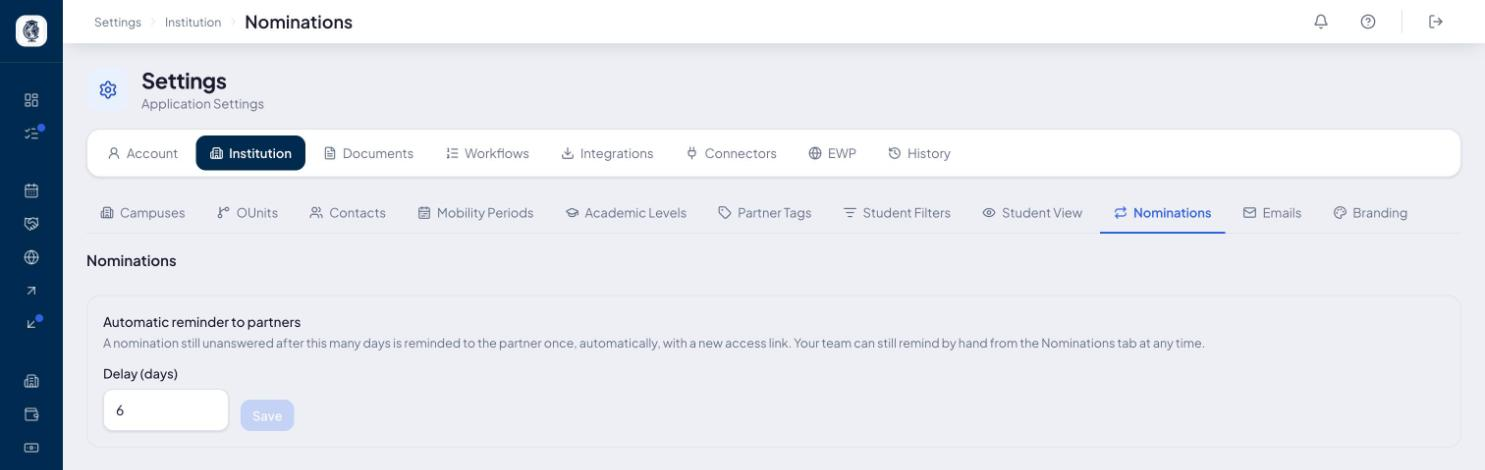 Settings > Institution > Nominations
Settings
Application Settings
Account Institution Documents Workflows Integrations Connectors EWP History
Campuses OUnits Contacts Mobility Periods Academic Levels Partner Tags Student Filters Student View Nominations Emails Branding
Nominations
Automatic reminder to partners
A nomination still unanswered after this many days is reminded to the partner once, automatically, with a new access link. Your team can still remind by hand from the Nominations tab at any time.
Delay (days)
6 Save